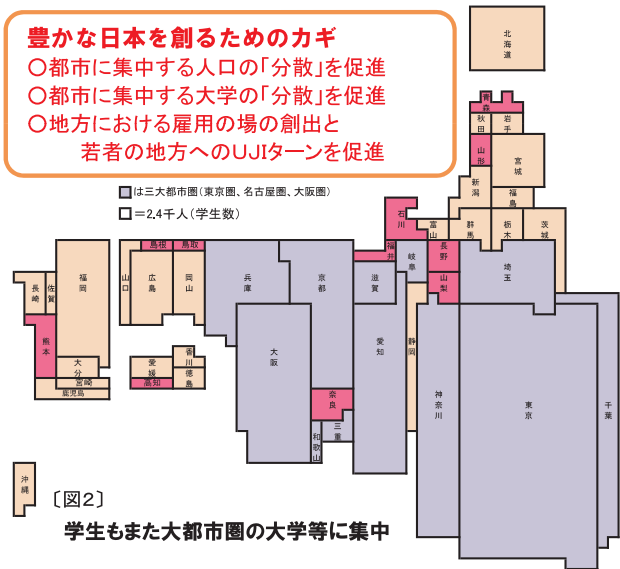 豊かな日本を創るためのカギ
〇都市に集中する人口の「分散」を促進
〇都市に集中する大学の「分散」を促進
〇地方における雇用の場の創出と
若者の地方へのUJIターンを促進
は三大都市圏(東京圏、名古屋圏、大阪圏)
=2.4千人(学生数)
北海道
青森
秋田
岩手
山形
宮城
新潟
福島
石川
富山
群馬
栃木
茨城
島根
鳥取
福井
岐阜
長野
福岡
山口
広島
岡山
兵庫
京都
滋賀
山梨
埼玉
長崎
佐賀
熊本
大分
宮崎
鹿児島
愛媛
香川
高知
徳島
大阪
奈良
和歌山
三重
愛知
静岡
神奈川
東京
千葉
沖縄
〔図2〕
学生もまた大都市圏の大学等に集中